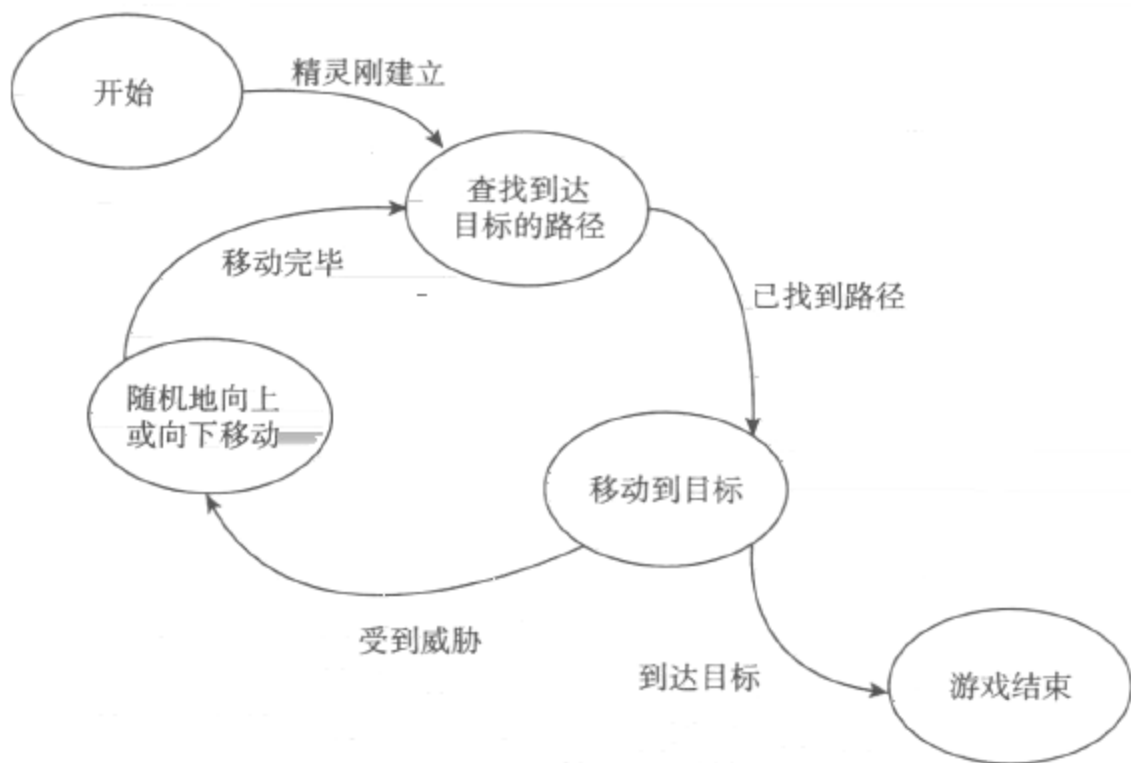 开始
精灵刚建立
查找到达
目标的路径
移动完毕
已找到路径
随机地向上
或向下移动
移动到目标
受到威胁
到达目标
游戏结束